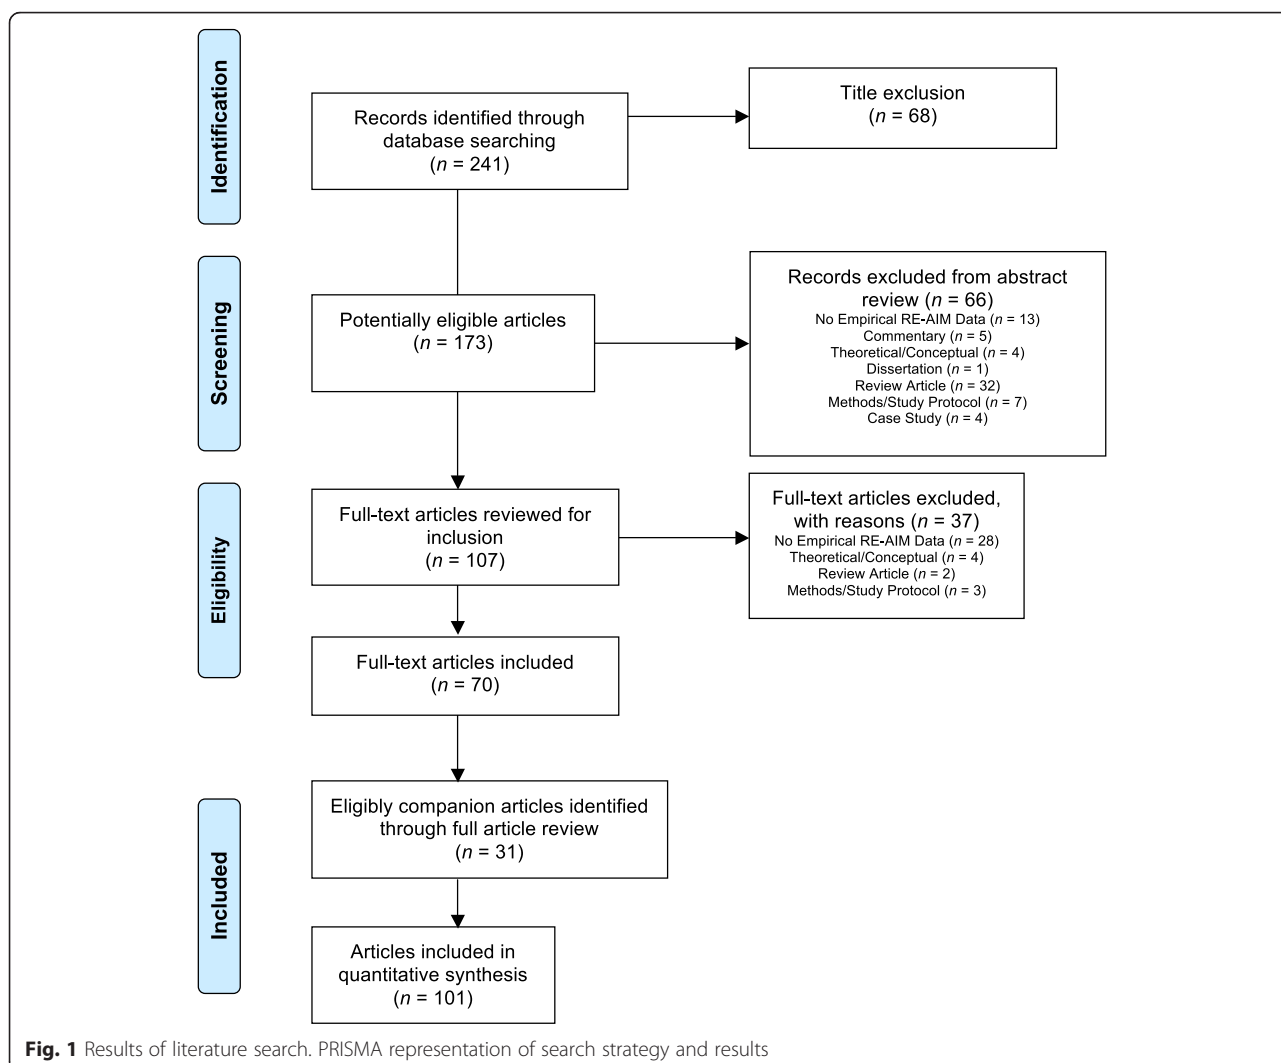 Identification
Records identified through
database searching
(n = 241)
Title exclusion
(n = 68)
Screening
Potentially eligible articles
(n = 173)
Records excluded from abstract
review (n = 66)
No Empirical RE-AIM Data (n = 13)
Commentary (n = 5)
Theoretical/Conceptual (n = 4)
Dissertation (n = 1)
Review Article (n = 32)
Methods/Study Protocol (n = 7)
Case Study (n = 4)
Eligibility
Full-text articles reviewed for
inclusion
(n = 107)
Full-text articles excluded,
with reasons (n = 37)
No Empirical RE-AIM Data (n = 28)
Theoretical/Conceptual (n = 4)
Review Article (n = 2)
Methods/Study Protocol (n = 3)
Full-text articles included
(n = 70)
Included
Eligibly companion articles identified
through full article review
(n = 31)
Articles included in
quantitative synthesis
(n = 101)
Fig. 1 Results of literature search. PRISMA representation of search strategy and results